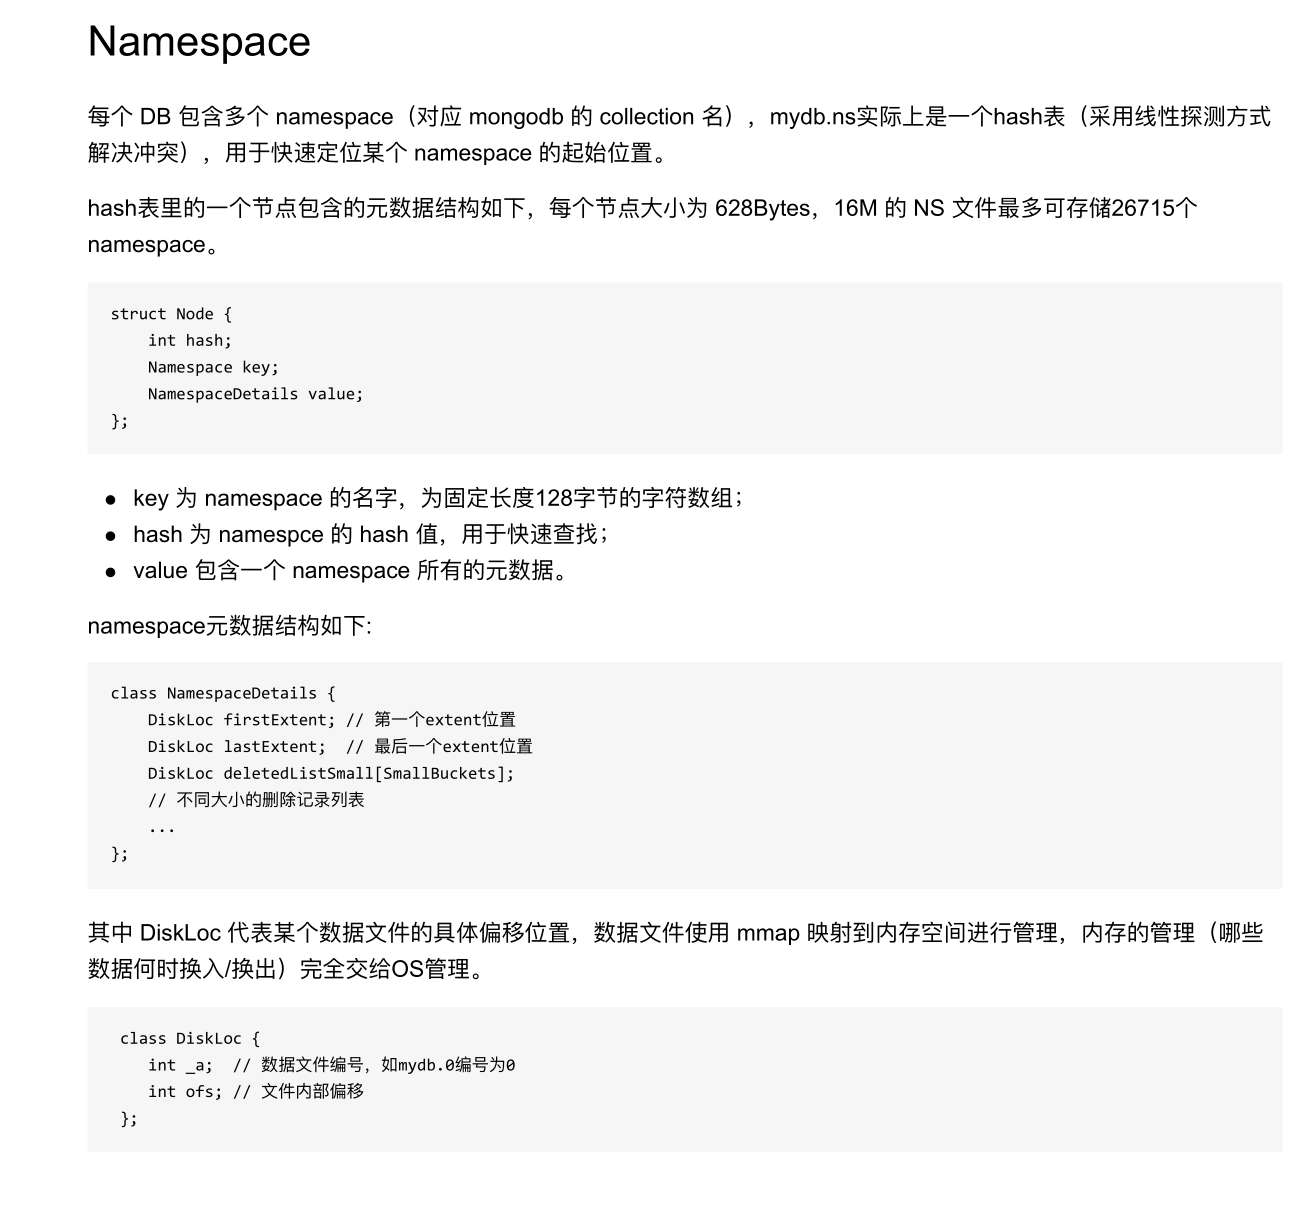 Namespace
每个 DB 包含多个 namespace（对应 mongodb 的 collection 名），mydb.ns实际上是一个hash表（采用线性探测方式
解决冲突），用于快速定位某个 namespace 的起始位置。
hash表里的一个节点包含的元数据结构如下，每个节点大小为 628Bytes，16M 的 NS 文件最多可存储26715个
namespace。
struct Node {
    int hash;
    Namespace key;
    NamespaceDetails value;
};
● key 为 namespace 的名字，为固定长度128字节的字符数组；
● hash 为 namespce 的 hash 值，用于快速查找；
● value 包含一个 namespace 所有的元数据。
namespace元数据结构如下:
class NamespaceDetails {
    DiskLoc firstExtent; // 第一个extent位置
    DiskLoc lastExtent;  // 最后一个extent位置
    DiskLoc deletedListSmall[SmallBuckets];
    // 不同大小的删除记录列表
    ...
};
其中 DiskLoc 代表某个数据文件的具体偏移位置，数据文件使用 mmap 映射到内存空间进行管理，内存的管理（哪些
数据何时换入/换出）完全交给OS管理。
class DiskLoc {
   int _a;  // 数据文件编号，如mydb.0编号为0
   int ofs; // 文件内部偏移
};